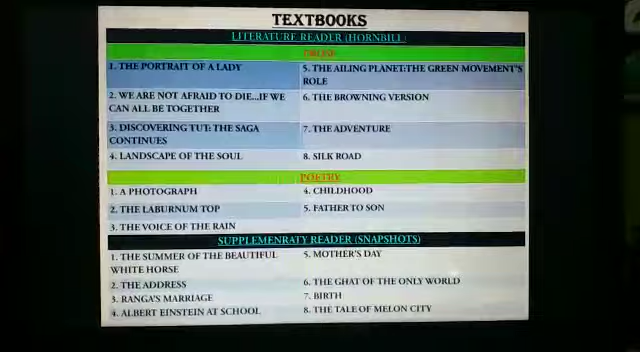 TEXTBOOKS
LITERATURE READER (HORNBILL)
PROSE
1. THE PORTRAIT OF A LADY
5. THE AILING PLANET:THE GREEN MOVEMENT'S
ROLE
2. WE ARE NOT AFRAID TO DIE...IF WE
CAN ALL BE TOGETHER
6. THE BROWNING VERSION
3. DISCOVERING TUT: THE SAGA
CONTINUES
7. THE ADVENTURE
4. LANDSCAPE OF THE SOUL
8. SILK ROAD
POETRY
1. A PHOTOGRAPH
4. CHILDHOOD
2. THE LABURNUM TOP
5. FATHER TO SON
3. THE VOICE OF THE RAIN
SUPPLEMENRATY READER (SNAPSHOTS)
1. THE SUMMER OF THE BEAUTIFUL
WHITE HORSE
5. MOTHER'S DAY
2. THE ADDRESS
6. THE GHAT OF THE ONLY WORLD
3. RANGA'S MARRIAGE
7. BIRTH
4. ALBERT EINSTEIN AT SCHOOL
8. THE TALE OF MELON CITY